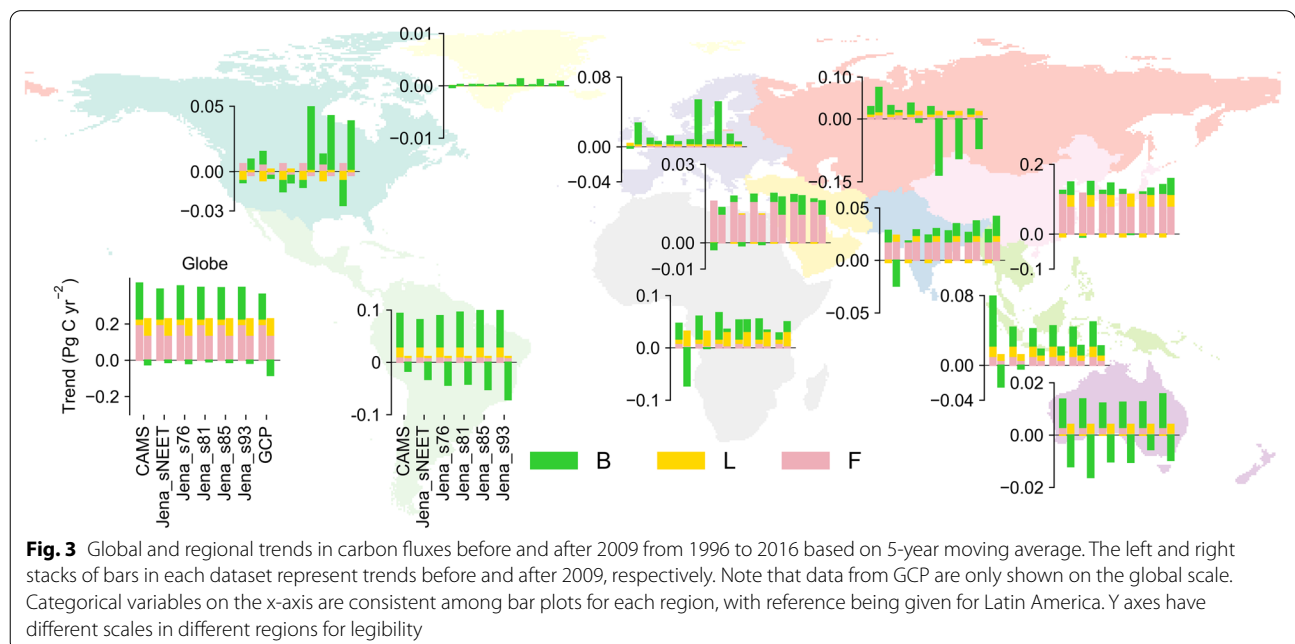 0.01
0.00
−0.01
0.05
0.00
−0.03
0.08
0.00
−0.04
0.10
0.00
−0.15
0.03
0.00
−0.01
0.2
0.0
−0.1
0.05
0.00
−0.05
Globe
Trend (Pg C yr⁻²)
0.2
0.0
−0.2
CAMS
Jena_sNEET
Jena_s76
Jena_s81
Jena_s85
Jena_s93
GCP
0.1
0
-0.1
CAMS
Jena_sNEET
Jena_s76
Jena_s81
Jena_s85
Jena_s93
0.1
0.0
−0.1
0.08
0.00
−0.04
0.02
0.00
−0.02
B L F
Fig. 3 Global and regional trends in carbon fluxes before and after 2009 from 1996 to 2016 based on 5-year moving average. The left and right
stacks of bars in each dataset represent trends before and after 2009, respectively. Note that data from GCP are only shown on the global scale.
Categorical variables on the x-axis are consistent among bar plots for each region, with reference being given for Latin America. Y axes have
different scales in different regions for legibility